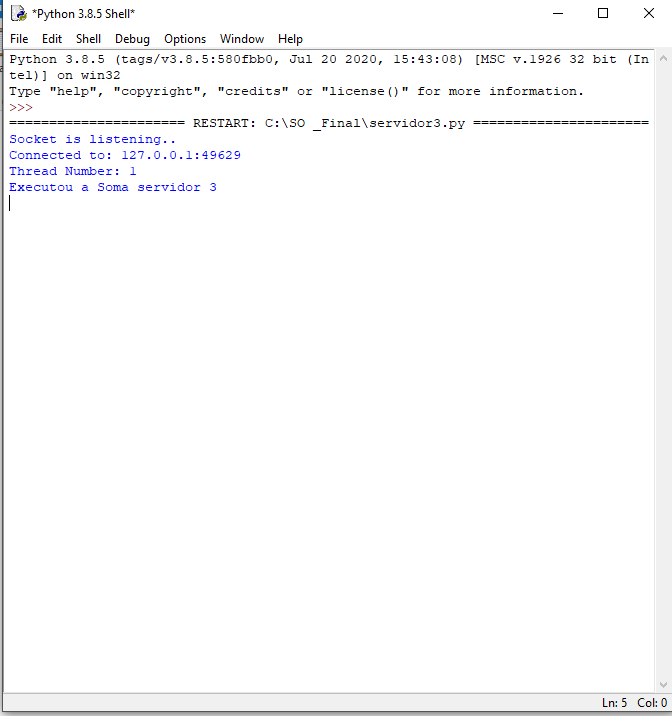 *Python 3.8.5 Shell*
File Edit Shell Debug Options Window Help
Python 3.8.5 (tags/v3.8.5:580fbb0, Jul 20 2020, 15:43:08) [MSC v.1926 32 bit (In
tel)] on win32
Type "help", "copyright", "credits" or "license()" for more information.
>>>
====================== RESTART: C:\SO _Final\servidor3.py ======================
Socket is listening..
Connected to: 127.0.0.1:49629
Thread Number: 1
Executou a Soma servidor 3
Ln: 5 Col: 0